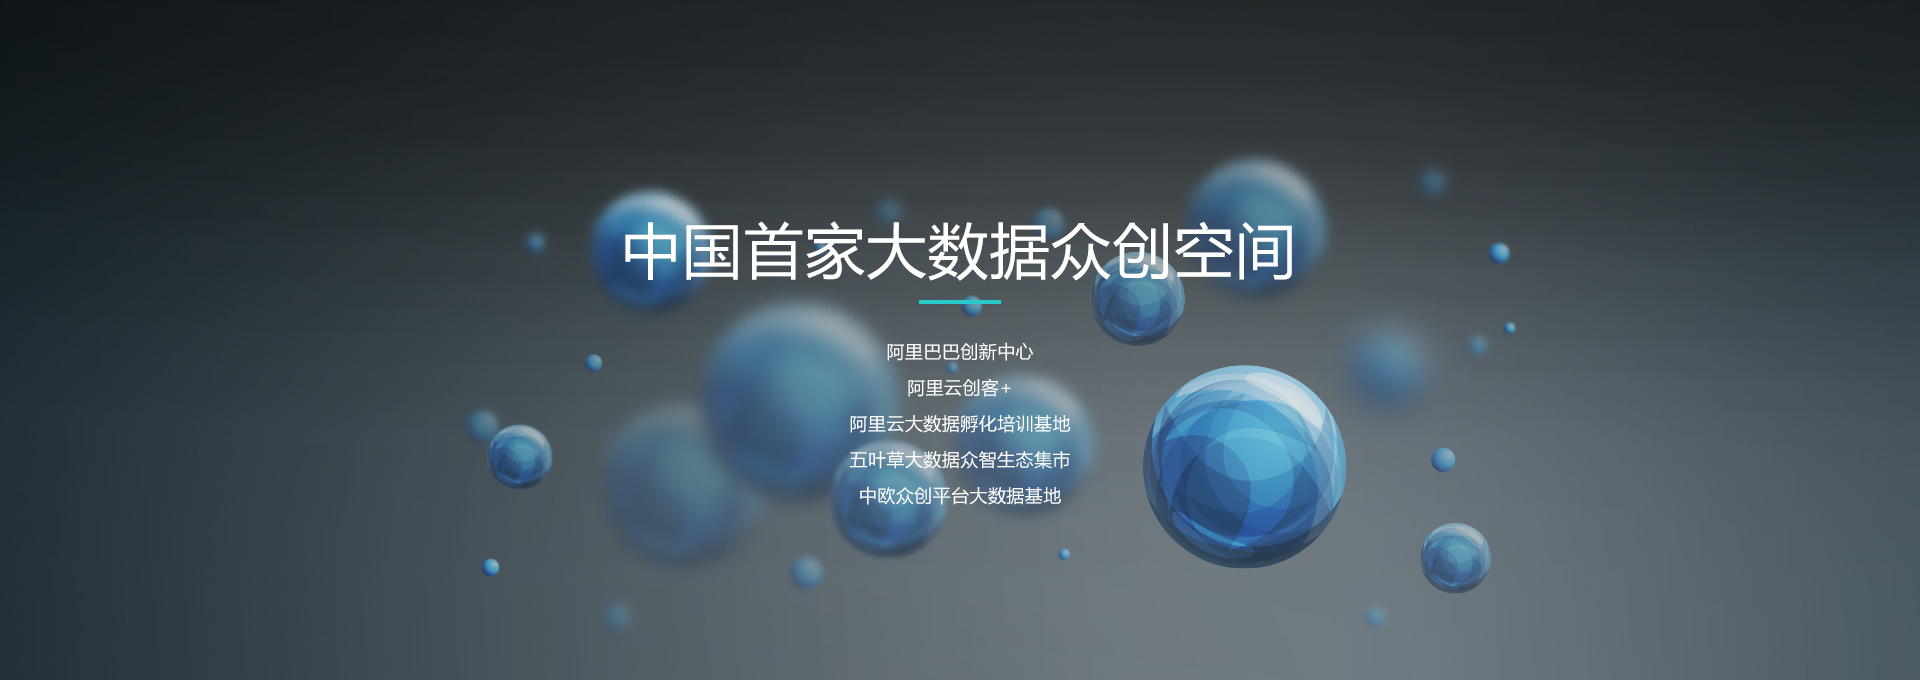 中国首家大数据众创空间
阿里巴巴创新中心
阿里云创客+
阿里云大数据孵化培训基地
五叶草大数据众智生态集市
中欧众创平台大数据基地